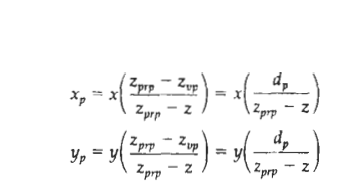 x_p = x((z_prp − z_vp)/(z_prp − z)) = x(d_p/(z_prp − z))
y_p = y((z_prp − z_vp)/(z_prp − z)) = y(d_p/(z_prp − z))